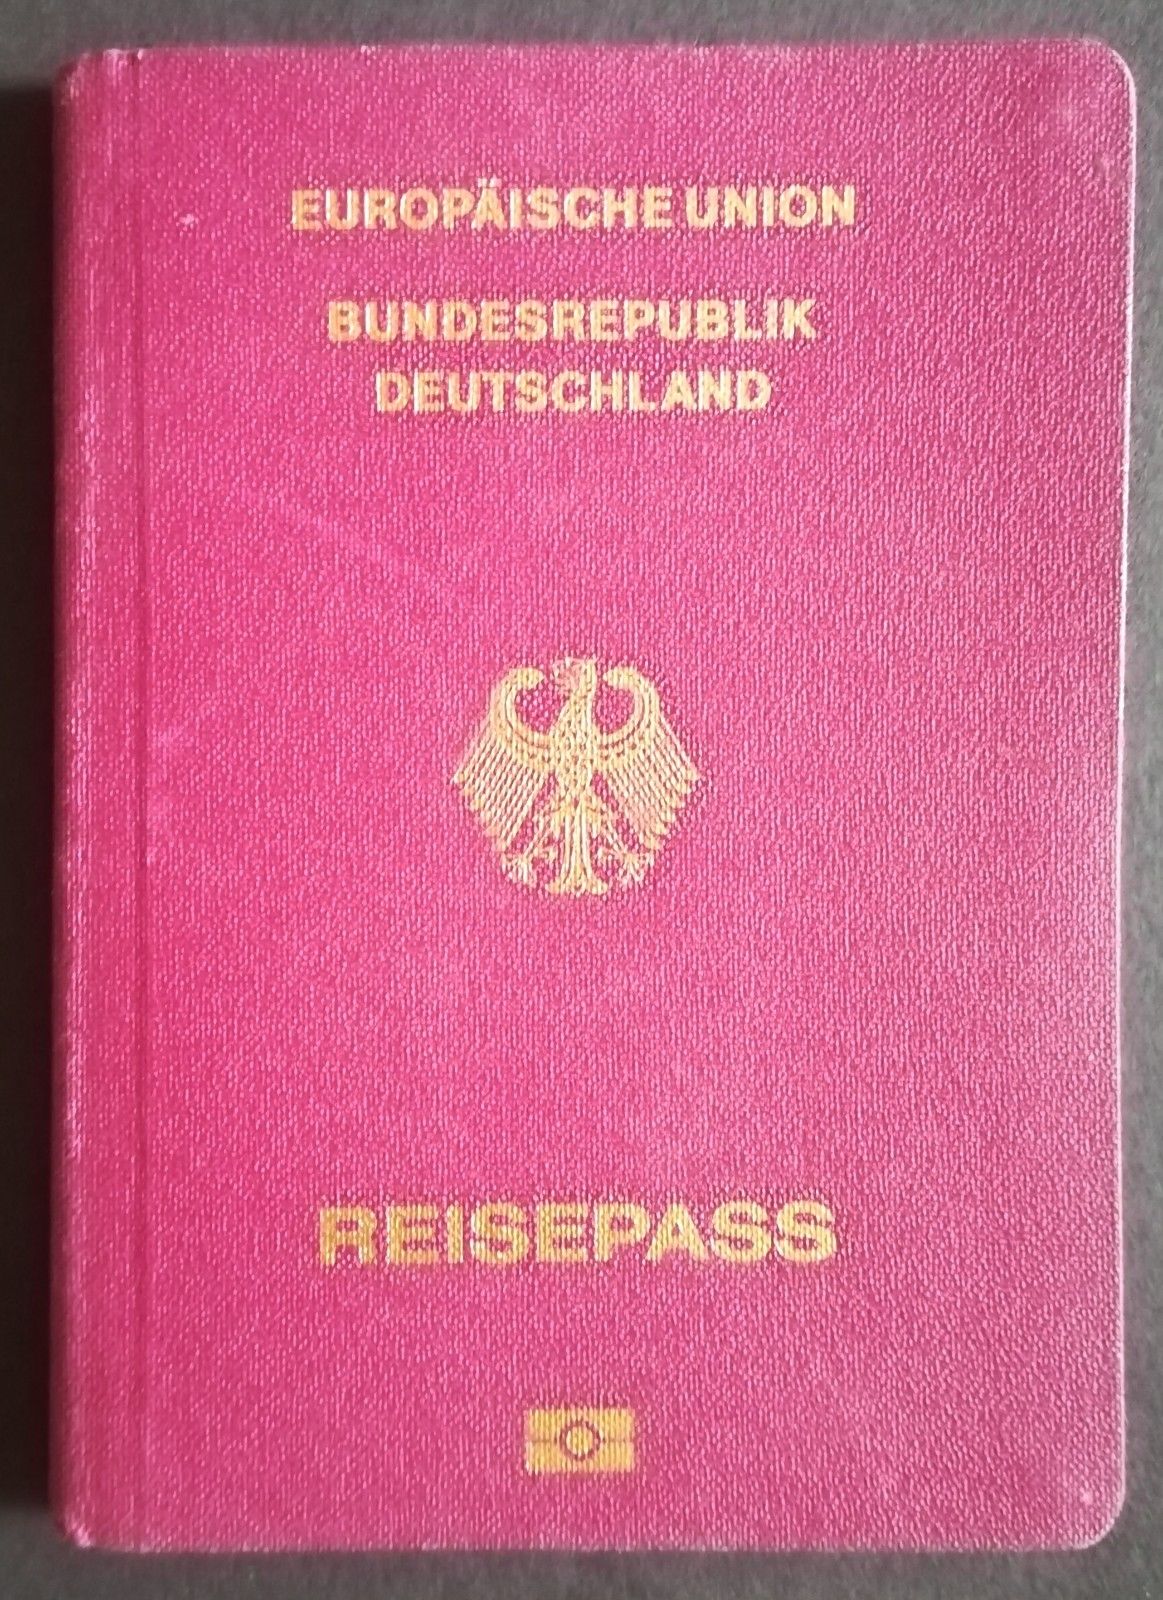 EUROPÄISCHE UNION
BUNDESREPUBLIK
DEUTSCHLAND
REISEPASS